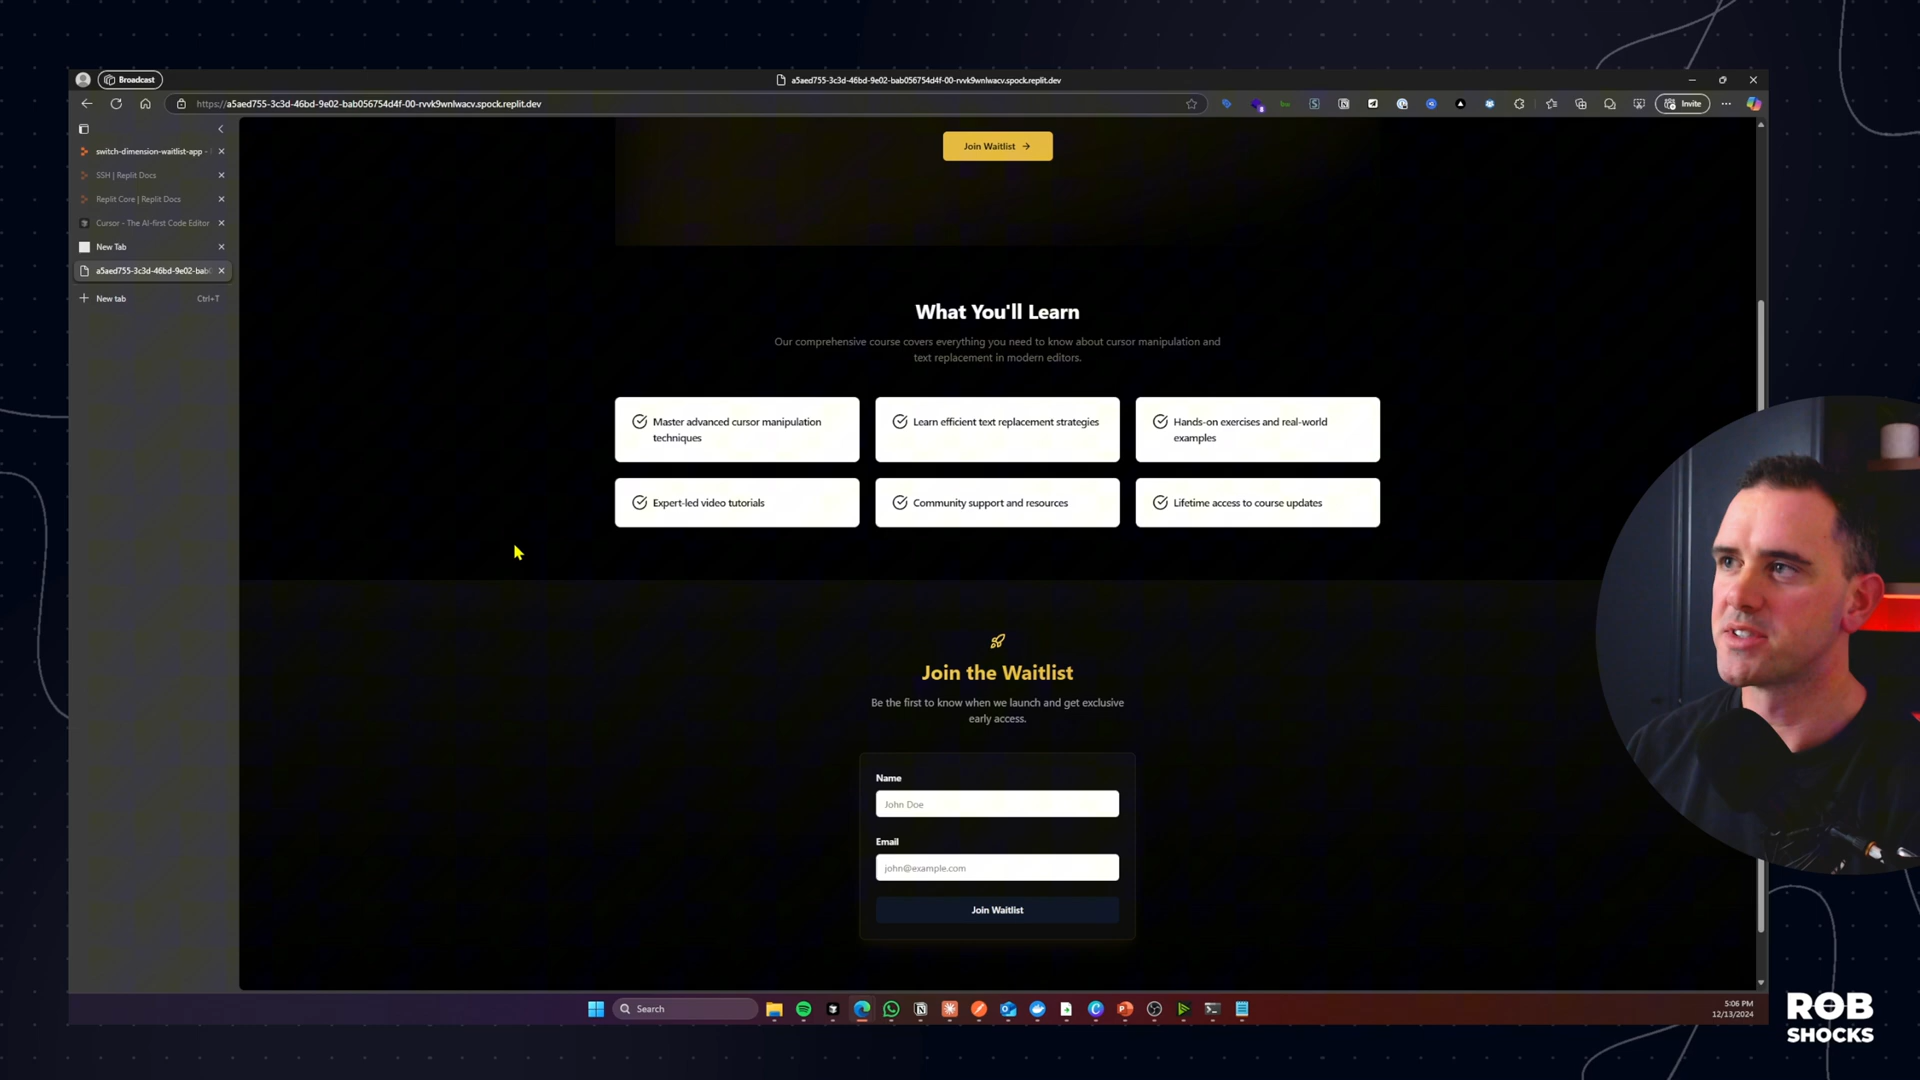 Broadcast
a5aed755-3c3d-46bd-9e02-bab056754d4f-00-rvvk9wnlwacv.spock.replit.dev
https://a5aed755-3c3d-46bd-9e02-bab056754d4f-00-rvvk9wnlwacv.spock.replit.dev
Invite
switch-dimension-waitlist-app -
SSH | Replit Docs
Replit Core | Replit Docs
Cursor - The AI-first Code Editor
New Tab
a5aed755-3c3d-46bd-9e02-bab
New tab Ctrl+T
Join Waitlist →
What You'll Learn
Our comprehensive course covers everything you need to know about cursor manipulation and
text replacement in modern editors.
Master advanced cursor manipulation
techniques
Learn efficient text replacement strategies
Hands-on exercises and real-world
examples
Expert-led video tutorials
Community support and resources
Lifetime access to course updates
Join the Waitlist
Be the first to know when we launch and get exclusive
early access.
Name
John Doe
Email
john@example.com
Join Waitlist
Search
5:06 PM
12/13/2024
ROB
SHOCKS